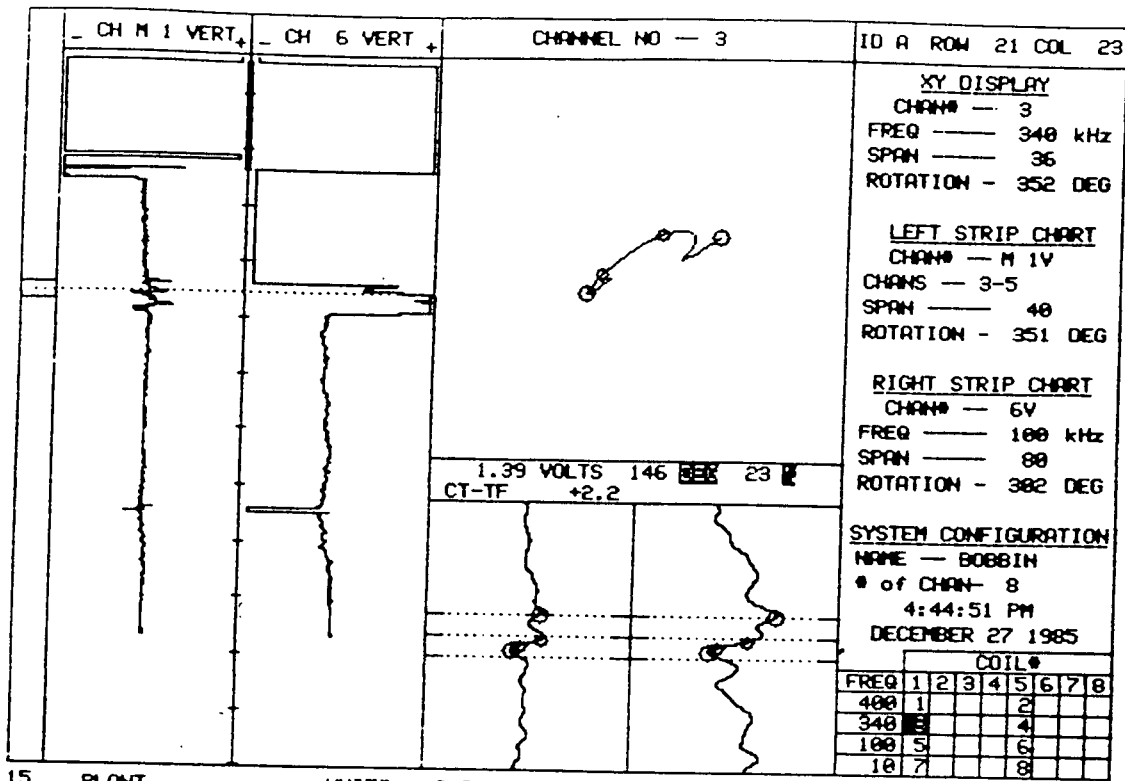 _ CH M 1 VERT +
_ CH 6 VERT +
CHANNEL NO — 3
ID A ROW 21 COL 23
XY DISPLAY
CHAN# — 3
FREQ —— 340 kHz
SPAN —— 36
ROTATION - 352 DEG
LEFT STRIP CHART
CHAN# — M 1V
CHANS — 3-5
SPAN —— 40
ROTATION - 351 DEG
RIGHT STRIP CHART
CHAN# — 6V
FREQ —— 100 kHz
SPAN —— 80
ROTATION - 302 DEG
1.39 VOLTS 146 DEG 23
CT-TF +2.2
SYSTEM CONFIGURATION
NAME — BOBBIN
# of CHAN- 8
4:44:51 PM
DECEMBER 27 1985
COIL#
FREQ 1 2 3 4 5 6 7 8
400 1 2
340 3 4
100 5 6
10 7 8
15 PLANT